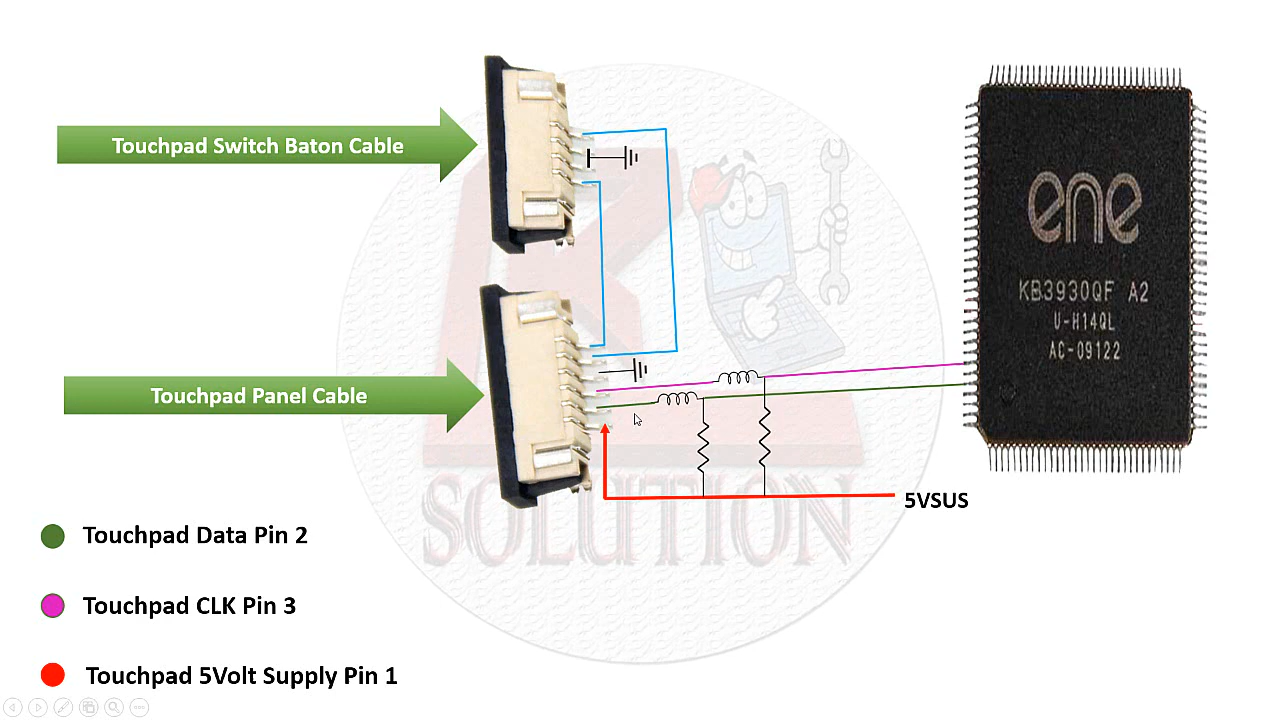 Touchpad Switch Baton Cable
ene
KB3930QF A2
U-H14QL
AC-09122
Touchpad Panel Cable
5VSUS
SOLUTION
Touchpad Data Pin 2
Touchpad CLK Pin 3
Touchpad 5Volt Supply Pin 1